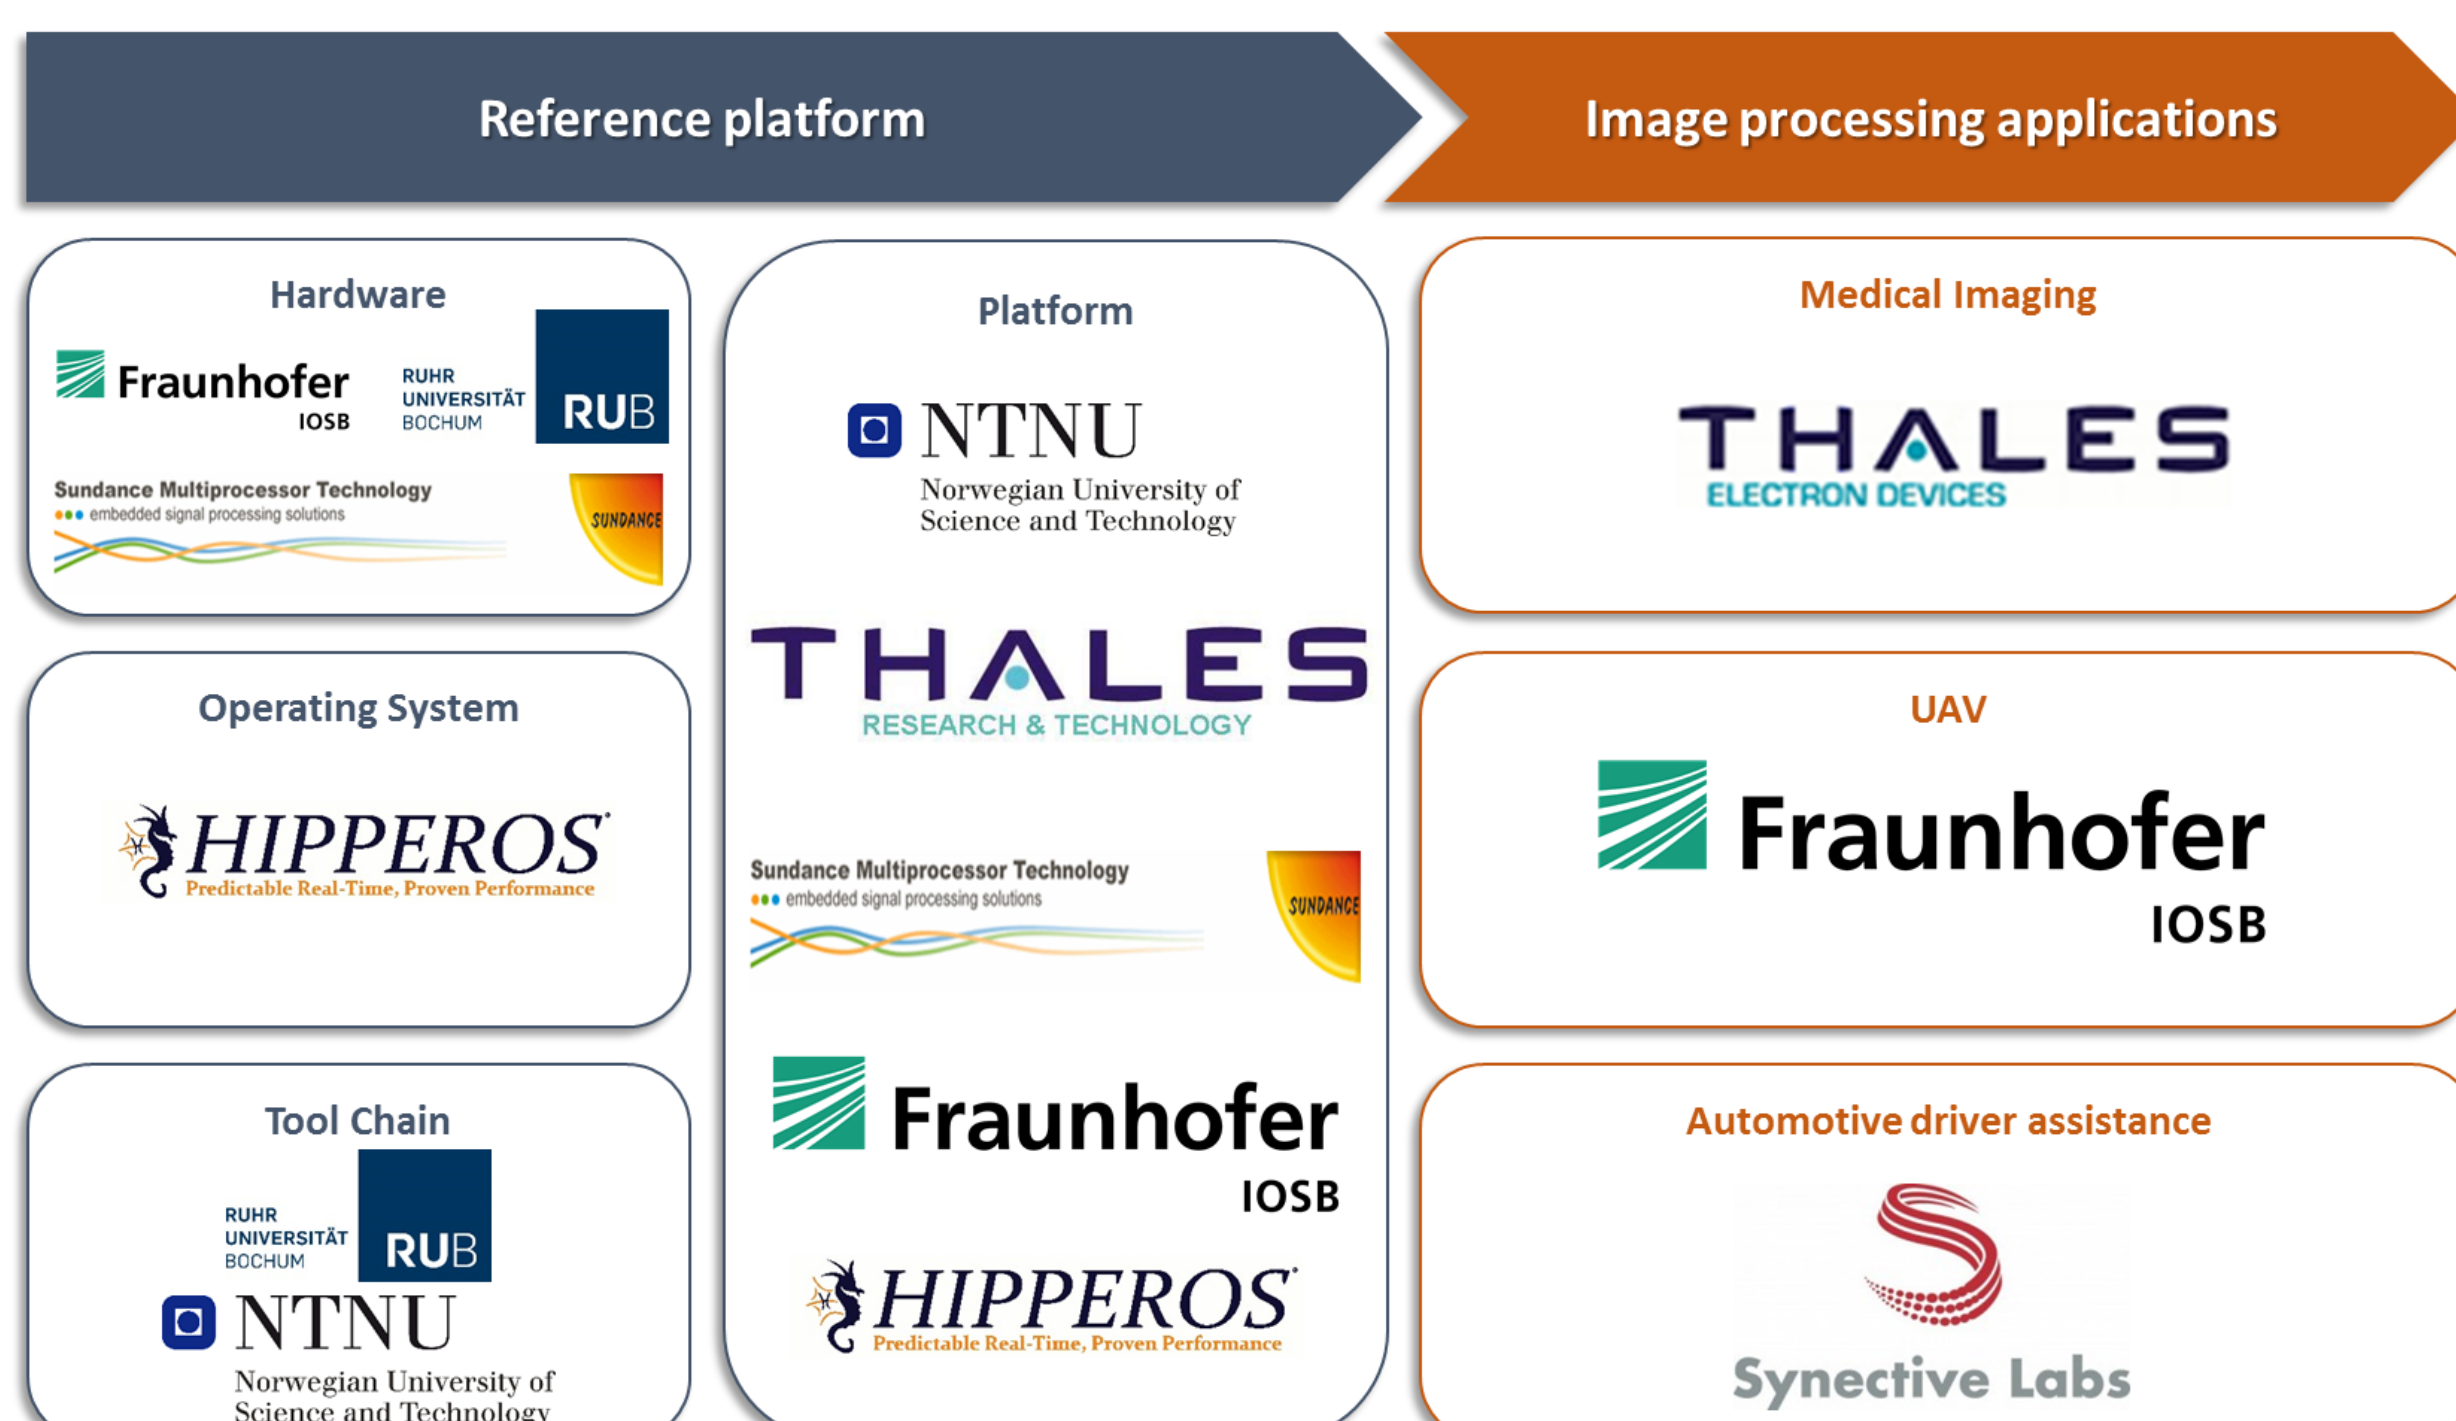 Reference platform
Image processing applications
Hardware
Fraunhofer
IOSB
RUHR
UNIVERSITÄT
BOCHUM
RUB
Sundance Multiprocessor Technology
embedded signal processing solutions
SUNDANCE
Operating System
HIPPEROS
Predictable Real-Time, Proven Performance
Tool Chain
RUHR
UNIVERSITÄT
BOCHUM
RUB
NTNU
Norwegian University of
Science and Technology
Platform
NTNU
Norwegian University of
Science and Technology
THALES
RESEARCH & TECHNOLOGY
Sundance Multiprocessor Technology
embedded signal processing solutions
SUNDANCE
Fraunhofer
IOSB
HIPPEROS
Predictable Real-Time, Proven Performance
Medical Imaging
THALES
ELECTRON DEVICES
UAV
Fraunhofer
IOSB
Automotive driver assistance
Synective Labs